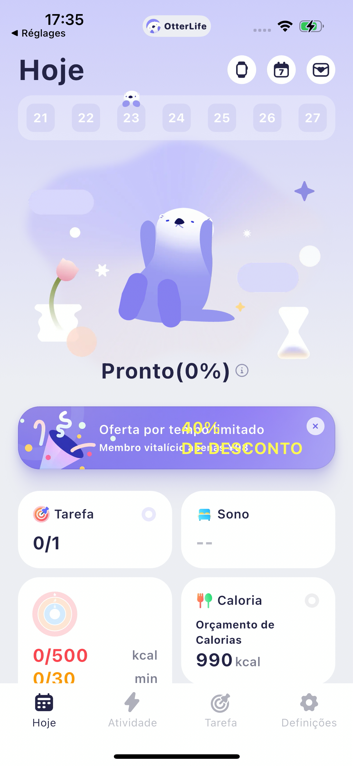 17:35
◀ Réglages
OtterLife
Hoje
7
21 22 23 24 25 26 27
Pronto(0%)
Oferta por tempo limitado
40%
DE DESCONTO
Membro vitalício apenas
Tarefa
0/1
Sono
--
Caloria
Orçamento de
Calorias
990 kcal
0/500 kcal
0/30 min
Hoje
Atividade
Tarefa
Definições